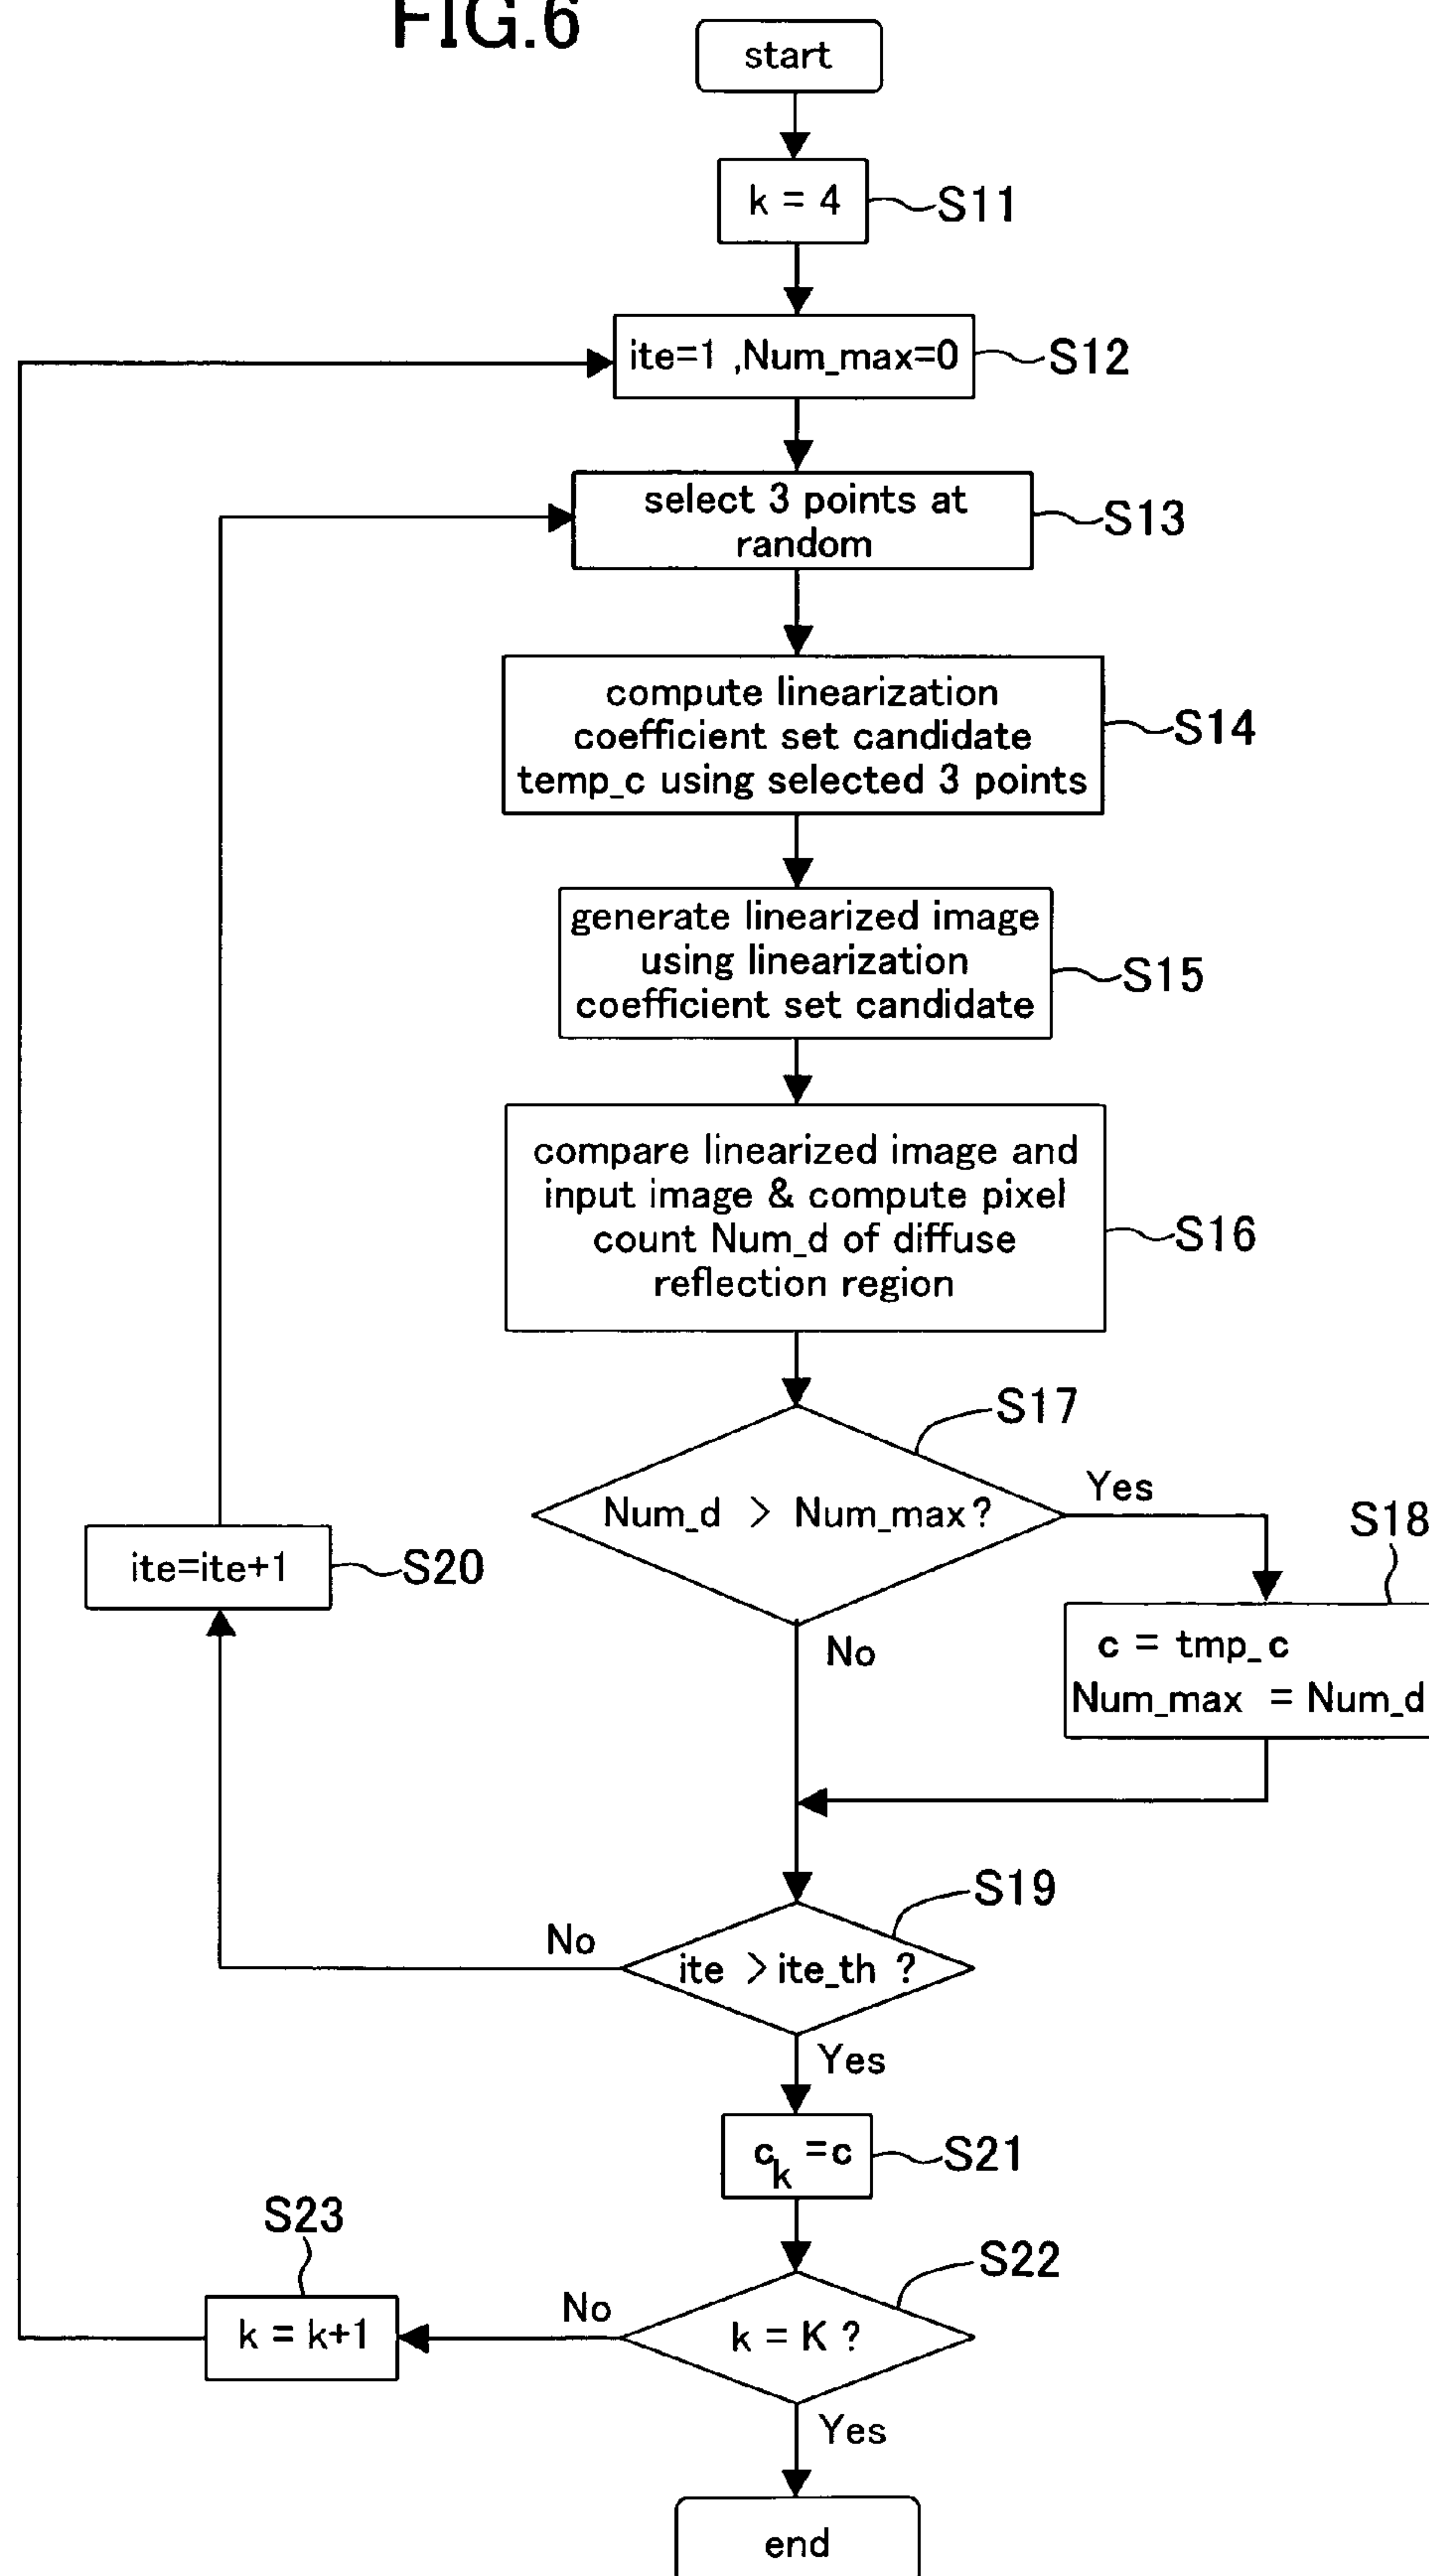 FIG.6
start
k = 4
S11
ite=1 ,Num_max=0
S12
select 3 points at
random
S13
compute linearization
coefficient set candidate
temp_c using selected 3 points
S14
generate linearized image
using linearization
coefficient set candidate
S15
compare linearized image and
input image & compute pixel
count Num_d of diffuse
reflection region
S16
S17
Num_d > Num_max?
Yes
No
S18
c = tmp_c
Num_max = Num_d
ite=ite+1
S20
S19
ite >ite_th ?
No
Yes
ck =c
S21
S23
k = k+1
S22
k = K ?
No
Yes
end